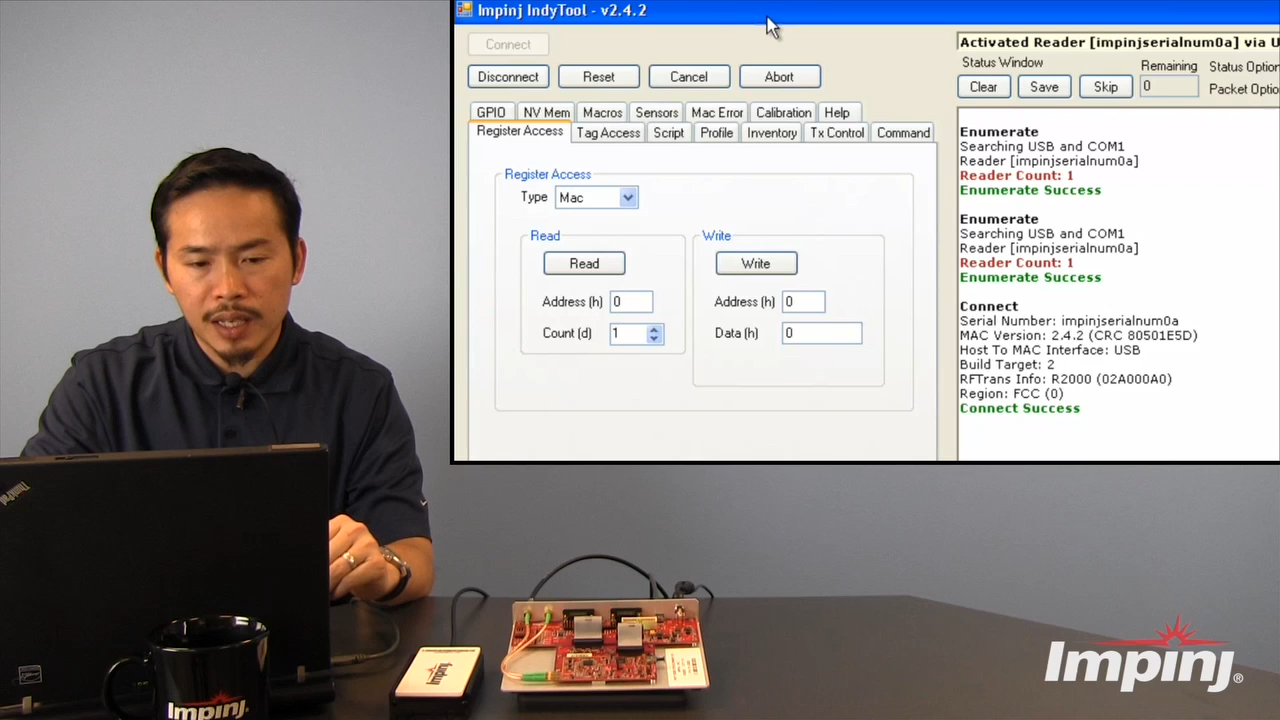 Impinj IndyTool - v2.4.2
Connect
Disconnect Reset Cancel Abort
GPIO NV Mem Macros Sensors Mac Error Calibration Help
Register Access Tag Access Script Profile Inventory Tx Control Command
Register Access
Type Mac
Read
Read
Address (h) 0
Count (d) 1
Write
Write
Address (h) 0
Data (h) 0
Activated Reader [impinjserialnum0a] via U
Status Window
Remaining
Status Option
Clear Save Skip 0
Packet Optio
Enumerate
Searching USB and COM1
Reader [impinjserialnum0a]
Reader Count: 1
Enumerate Success
Enumerate
Searching USB and COM1
Reader [impinjserialnum0a]
Reader Count: 1
Enumerate Success
Connect
Serial Number: impinjserialnum0a
MAC Version: 2.4.2 (CRC 80501E5D)
Host To MAC Interface: USB
Build Target: 2
RFTrans Info: R2000 (02A000A0)
Region: FCC (0)
Connect Success
ThinkPad
Impinj
Impinj.
Impinj®